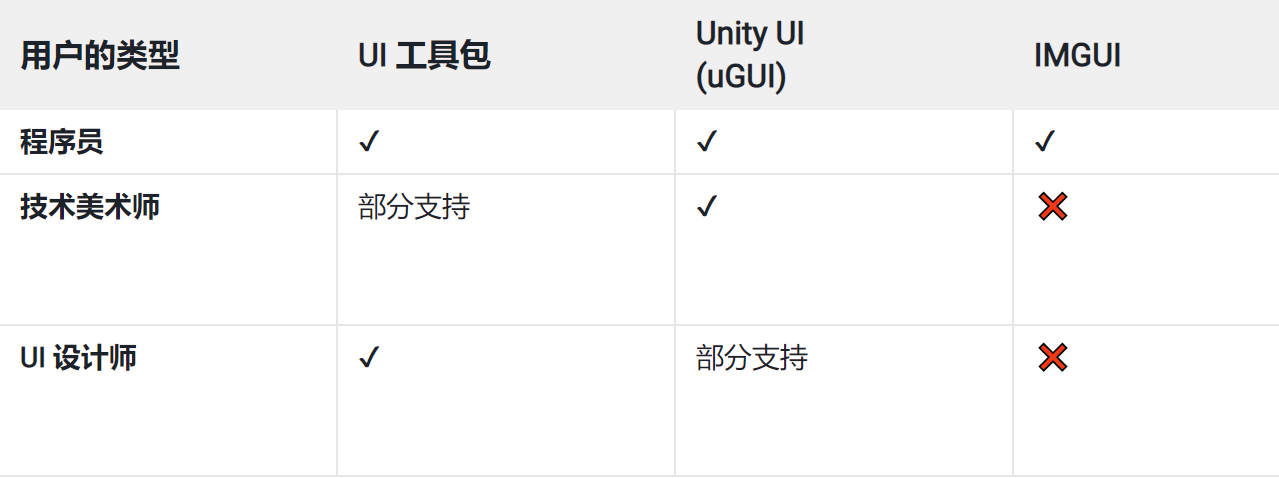 用户的类型 UI 工具包 Unity UI (uGUI) IMGUI
程序员 ✓ ✓ ✓
技术美术师 部分支持 ✓ ❌
UI 设计师 ✓ 部分支持 ❌